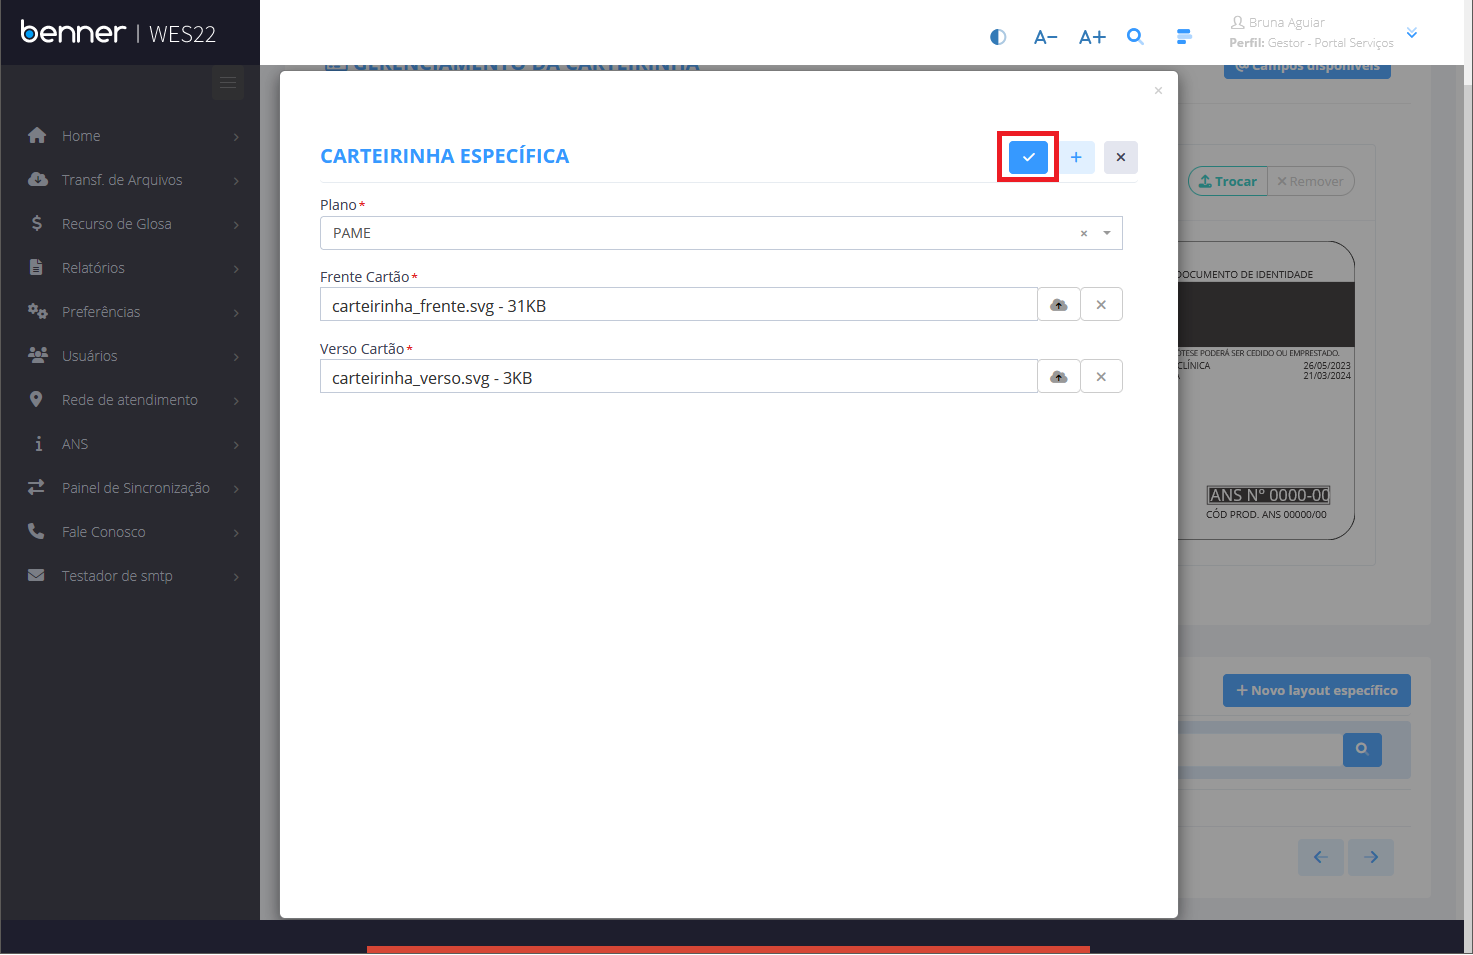 benner | WES22
A− A+
Bruna Aguiar
Perfil: Gestor - Portal Serviços
GERENCIAMENTO DA CARTEIRINHA
@ Campos disponíveis
Home
Transf. de Arquivos
Recurso de Glosa
Relatórios
Preferências
Usuários
Rede de atendimento
ANS
Painel de Sincronização
Fale Conosco
Testador de smtp
×
CARTEIRINHA ESPECÍFICA
Plano*
PAME
Frente Cartão*
carteirinha_frente.svg - 31KB
Verso Cartão*
carteirinha_verso.svg - 3KB
Trocar
Remover
DOCUMENTO DE IDENTIDADE
PODERÁ SER CEDIDO OU EMPRESTADO.
CLÍNICA 26/05/2023
21/03/2024
ANS Nº 0000-00
CÓD PROD. ANS 00000/00
+ Novo layout específico